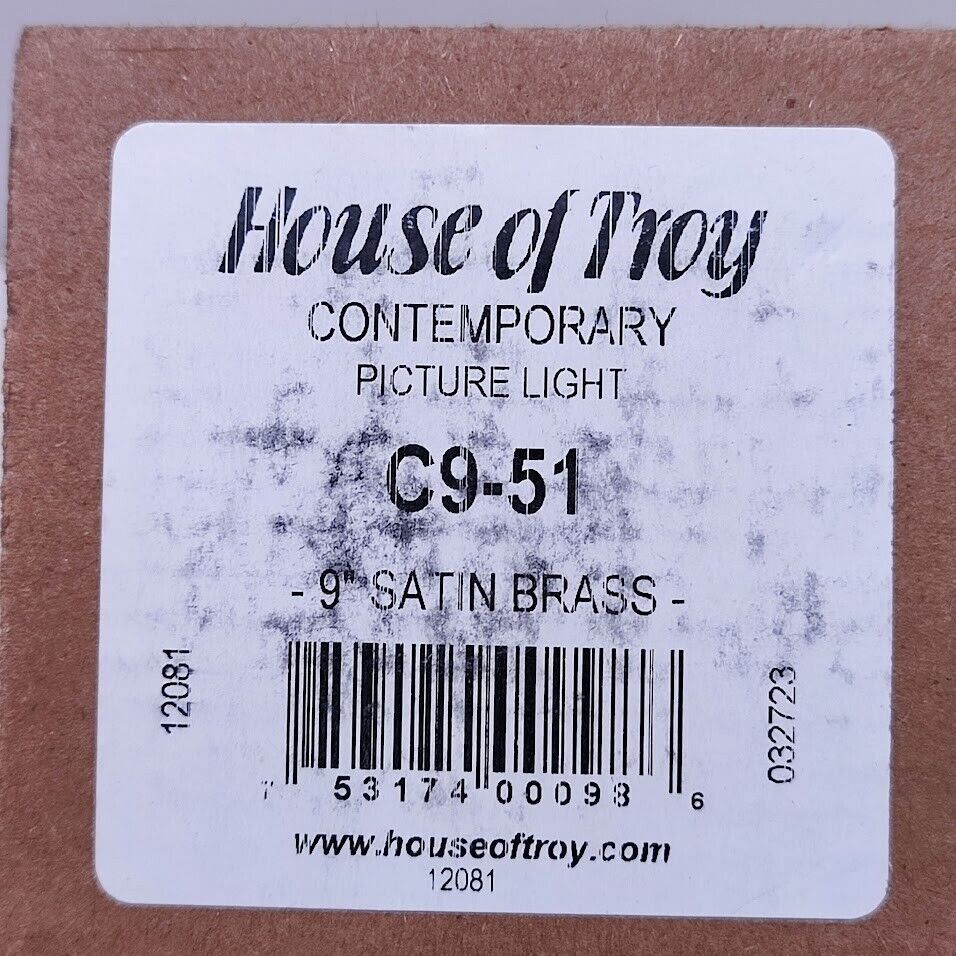 House of Troy
CONTEMPORARY
PICTURE LIGHT
C9-51
- 9" SATIN BRASS -
12081
032723
7 53174 00098 6
www.houseoftroy.com
12081